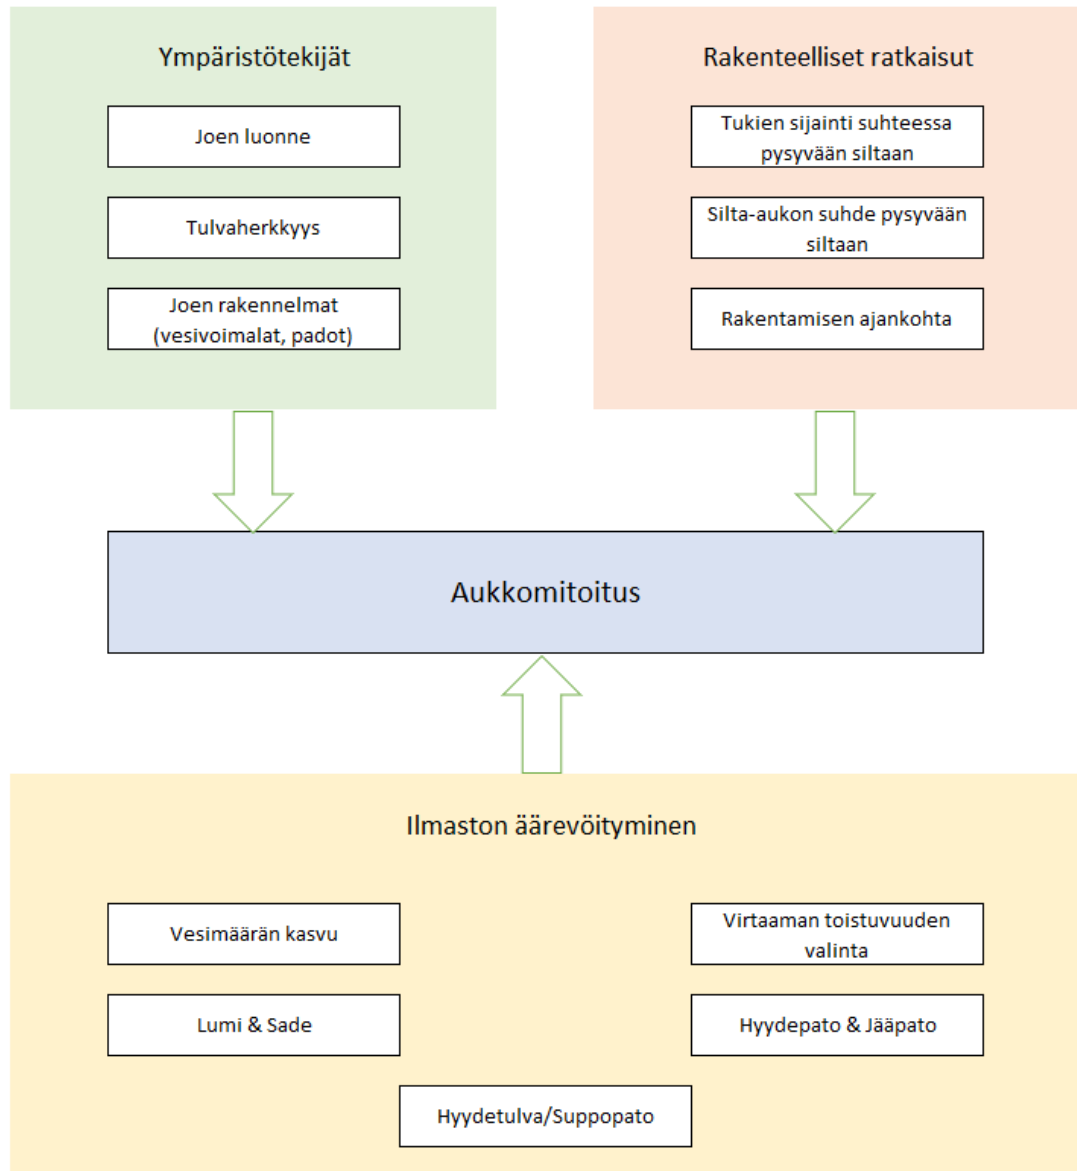 Ympäristötekijät
Joen luonne
Tulvaherkkyys
Joen rakennelmat
(vesivoimalat, padot)
Rakenteelliset ratkaisut
Tukien sijainti suhteessa
pysyvään siltaan
Silta-aukon suhde pysyvään
siltaan
Rakentamisen ajankohta
Aukkomitoitus
Ilmaston äärevöityminen
Vesimäärän kasvu
Virtaaman toistuvuuden
valinta
Lumi & Sade
Hyydepato & Jääpato
Hyydetulva/Suppopato